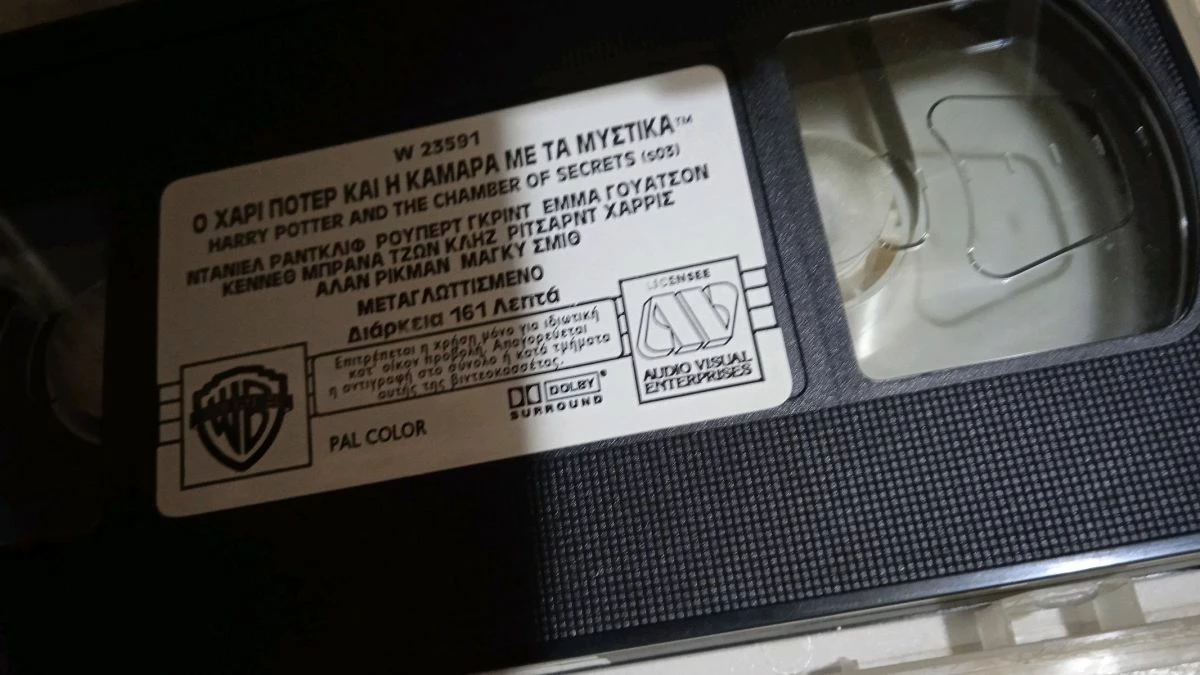 W 23591
Ο ΧΑΡΙ ΠΟΤΕΡ ΚΑΙ Η ΚΑΜΑΡΑ ΜΕ ΤΑ ΜΥΣΤΙΚΑ™
HARRY POTTER AND THE CHAMBER OF SECRETS (s03)
ΝΤΑΝΙΕΛ ΡΑΝΤΚΛΙΦ ΡΟΥΠΕΡΤ ΓΚΡΙΝΤ ΕΜΜΑ ΓΟΥΑΤΣΟΝ
ΚΕΝΝΕΘ ΜΠΡΑΝΑ ΤΖΩΝ ΚΛΗΖ ΡΙΤΣΑΡΝΤ ΧΑΡΡΙΣ
ΑΛΑΝ ΡΙΚΜΑΝ ΜΑΓΚΥ ΣΜΙΘ
ΜΕΤΑΓΛΩΤΤΙΣΜΕΝΟ
Διάρκεια 161 Λεπτά
Επιτρέπεται η χρήση μόνο για ιδιωτική
κατ' οίκον προβολή. Απαγορεύεται
η αντιγραφή στο σύνολο ή κατά τμήματα
αυτής της βιντεοκασσέτας.
WB
PAL COLOR
DOLBY
SURROUND
LICENSEE
AUDIO VISUAL
ENTERPRISES